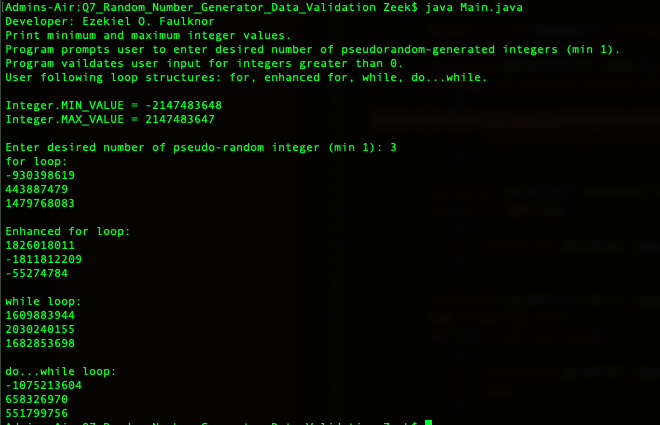 [Admins-Air:Q7_Random_Number_Generator_Data_Validation Zeek$ java Main.java
Developer: Ezekiel O. Faulknor
Print minimum and maximum integer values.
Program prompts user to enter desired number of pseudorandom-generated integers (min 1).
Program vaildates user input for integers greater than 0.
User following loop structures: for, enhanced for, while, do...while.
Integer.MIN_VALUE = -2147483648
Integer.MAX_VALUE = 2147483647
Enter desired number of pseudo-random integer (min 1): 3
for loop:
-930398619
443887479
1479768083
Enhanced for loop:
1826018011
-1811812209
-55274784
while loop:
1609883944
2030240155
1682853698
do...while loop:
-1075213604
658326970
551799756
Admins-Air:Q7_Random_Number_Generator_Data_Validation Zeek$